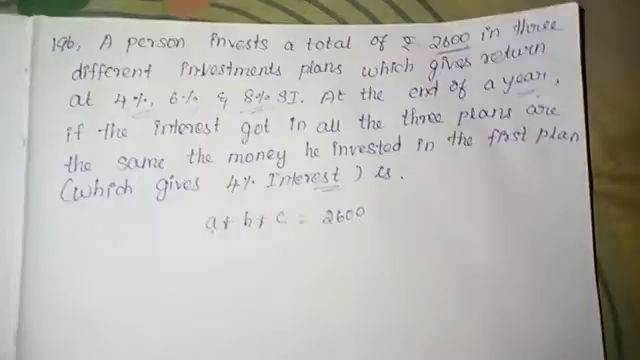 196, A person invests a total of ₹ 2600 in three
different investments plans which gives return
at 4%, 6% & 8% SI. At the end of a year,
if the interest got in all the three plans are
the same the money he invested in the first plan
(which gives 4% Interest) is.
a + b + c = 2600